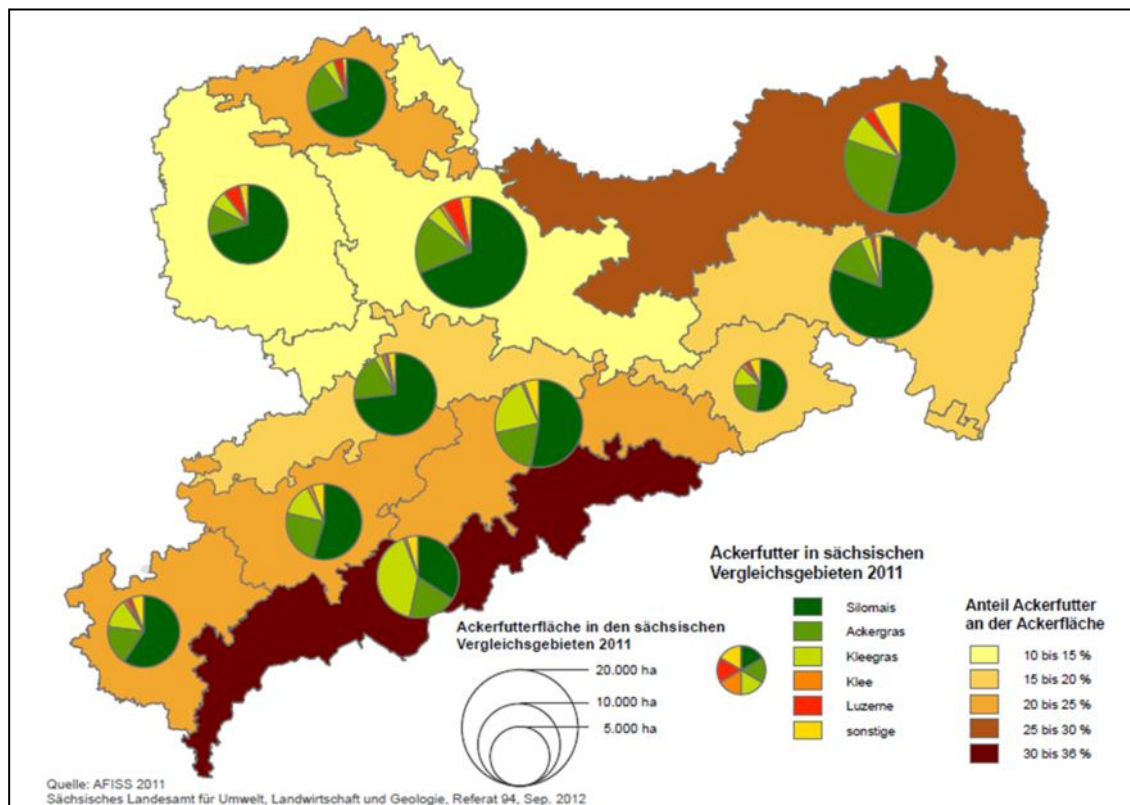 Ackerfutter in sächsischen
Vergleichsgebieten 2011
Silomais
Ackergras
Kleegras
Klee
Luzerne
sonstige
Anteil Ackerfutter
an der Ackerfläche
10 bis 15 %
15 bis 20 %
20 bis 25 %
25 bis 30 %
30 bis 36 %
Ackerfutterfläche in den sächsischen
Vergleichsgebieten 2011
20.000 ha
10.000 ha
5.000 ha
Quelle: AFISS 2011
Sächsisches Landesamt für Umwelt, Landwirtschaft und Geologie, Referat 94, Sep. 2012